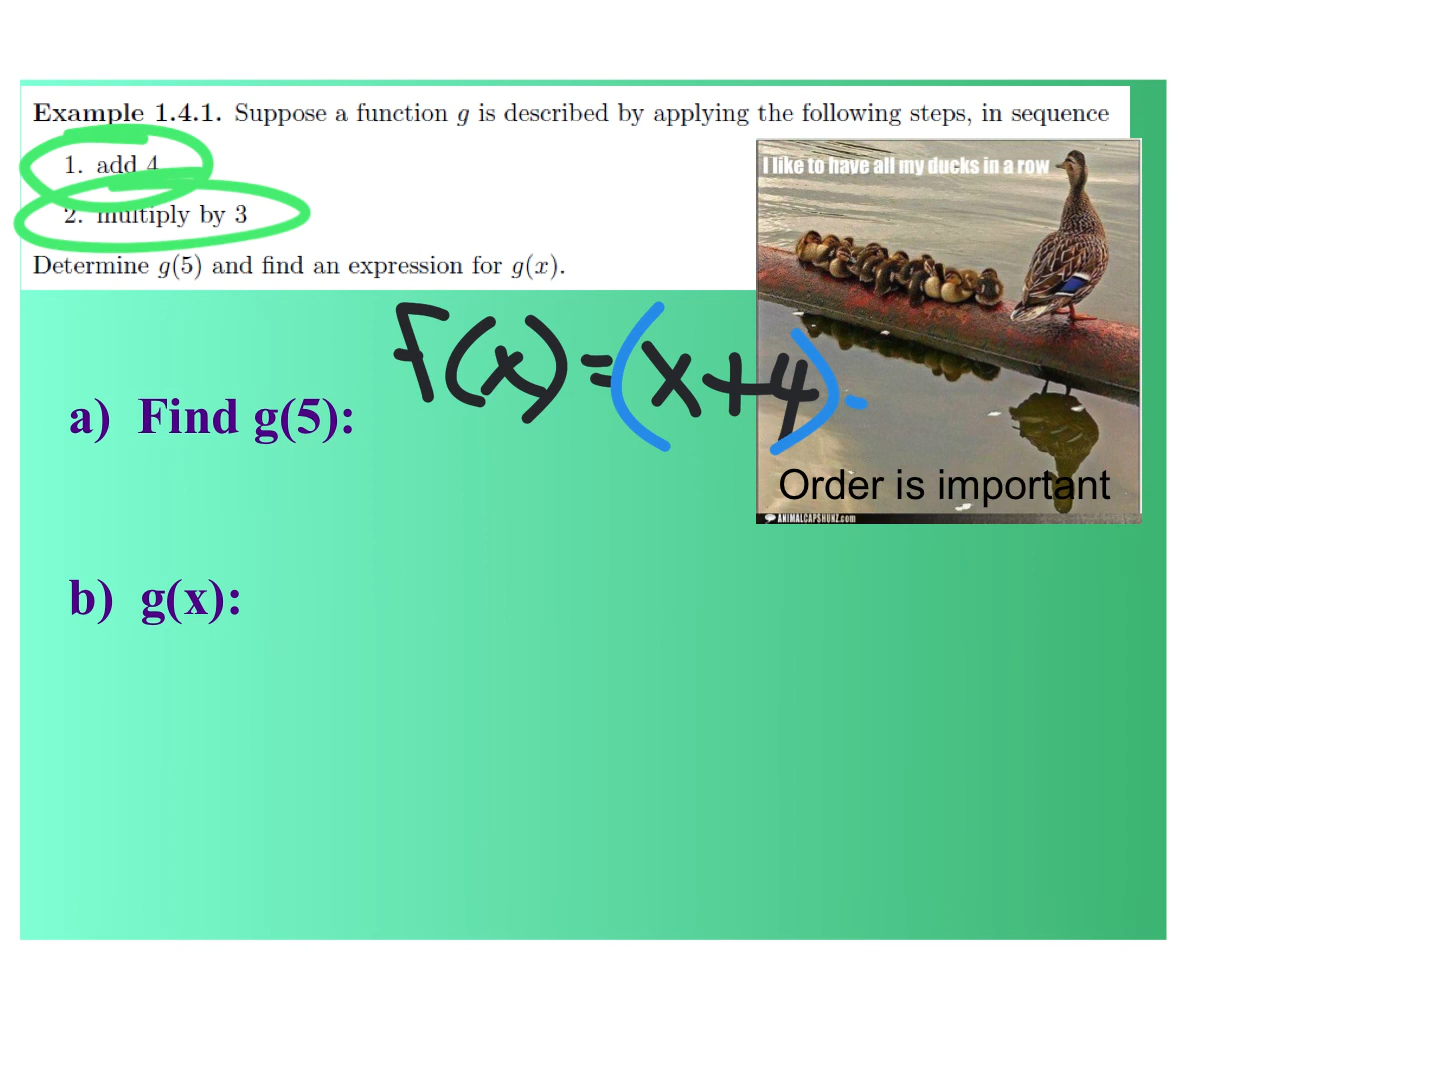 Example 1.4.1. Suppose a function g is described by applying the following steps, in sequence
1. add 4
2. multiply by 3
Determine g(5) and find an expression for g(x).
I like to have all my ducks in a row
f(x) = (x+4) ·
a) Find g(5):
Order is important
ANIMALCAPSHUNZ.com
b) g(x):